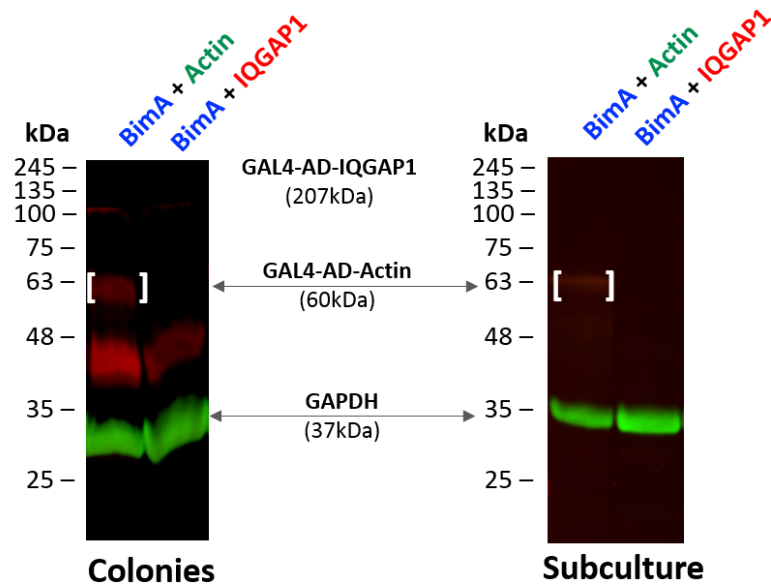 BimA + Actin
BimA + IQGAP1
kDa
245 –
135 –
100 –
75 –
63 –
48 –
35 –
25 –
[ ]
Colonies
GAL4-AD-IQGAP1
(207kDa)
GAL4-AD-Actin
(60kDa)
GAPDH
(37kDa)
BimA + Actin
BimA + IQGAP1
kDa
245 –
135 –
100 –
75 –
63 –
48 –
35 –
25 –
[ ]
Subculture